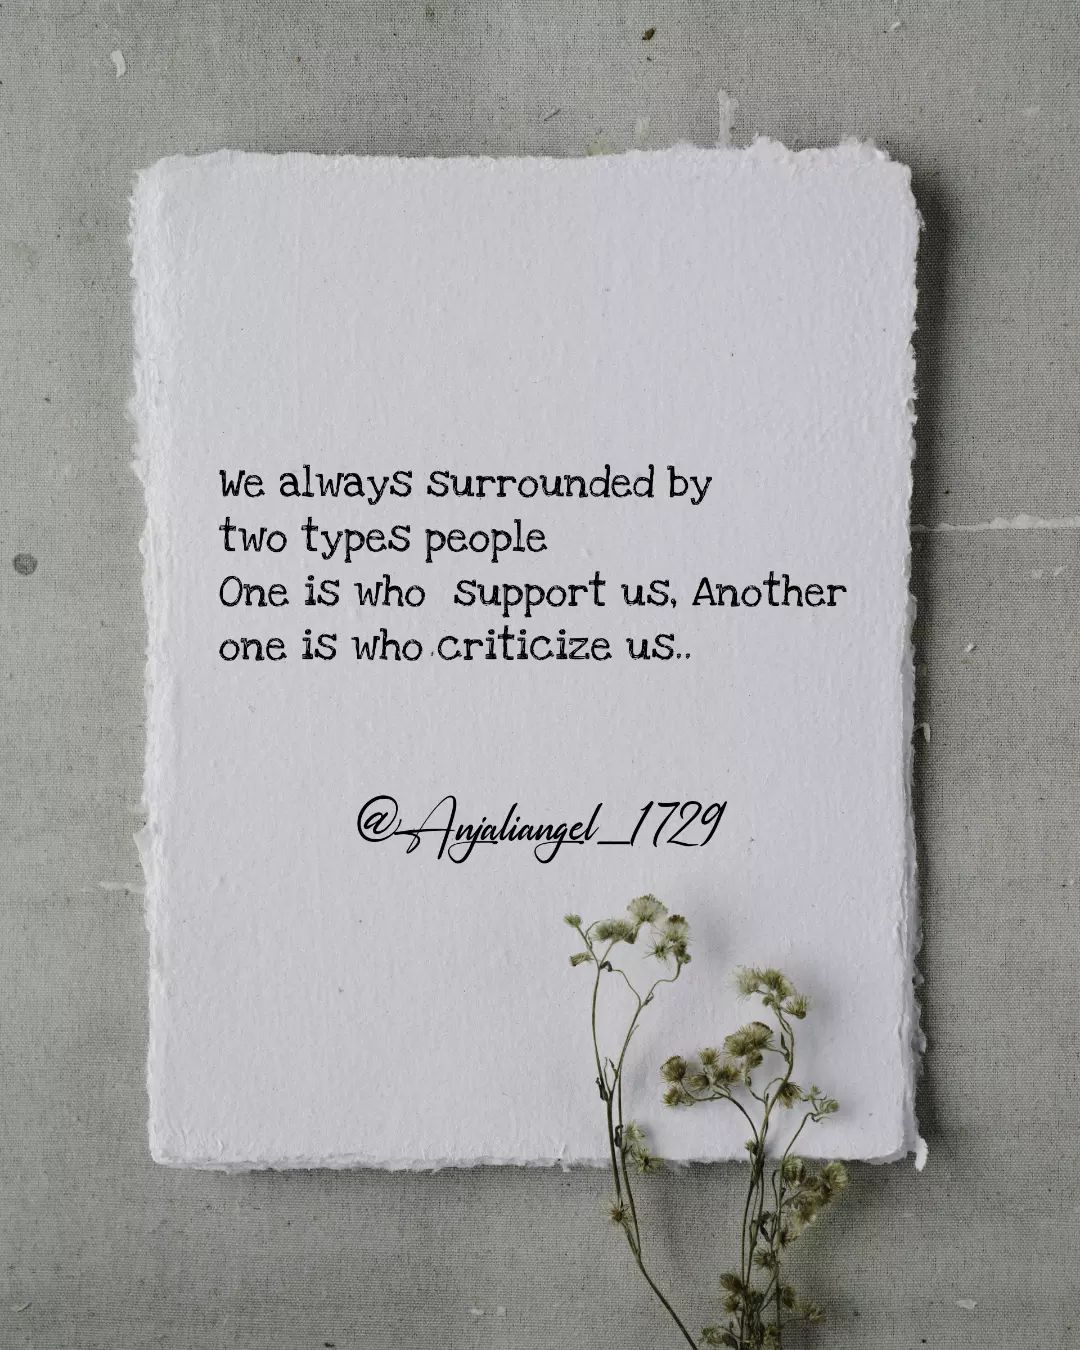 We always surrounded by
two types people
One is who  support us, Another
one is who criticize us..
@Anjaliangel_1729